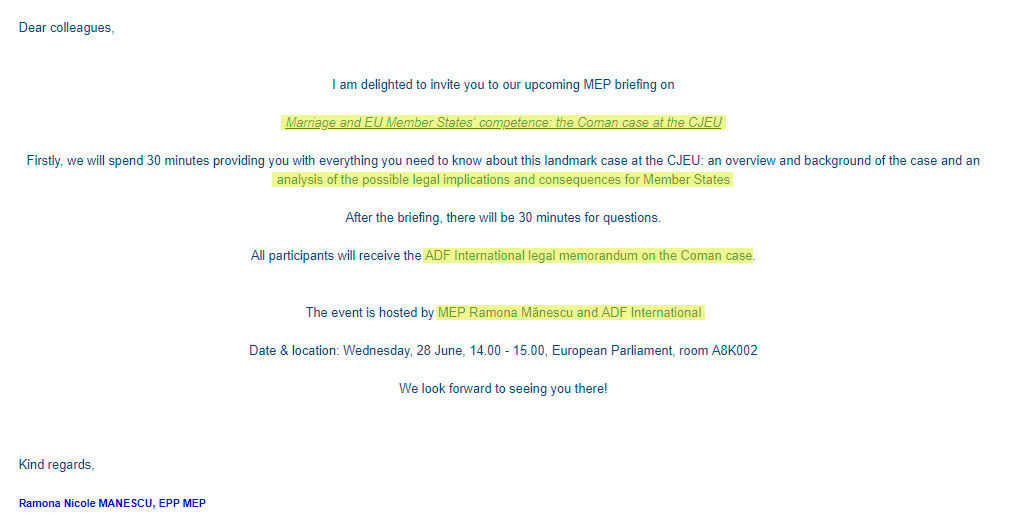 Dear colleagues,
I am delighted to invite you to our upcoming MEP briefing on
Marriage and EU Member States' competence: the Coman case at the CJEU
Firstly, we will spend 30 minutes providing you with everything you need to know about this landmark case at the CJEU: an overview and background of the case and an
analysis of the possible legal implications and consequences for Member States
After the briefing, there will be 30 minutes for questions.
All participants will receive the ADF International legal memorandum on the Coman case.
The event is hosted by MEP Ramona Mănescu and ADF International
Date & location: Wednesday, 28 June, 14.00 - 15.00, European Parliament, room A8K002
We look forward to seeing you there!
Kind regards,
Ramona Nicole MANESCU, EPP MEP